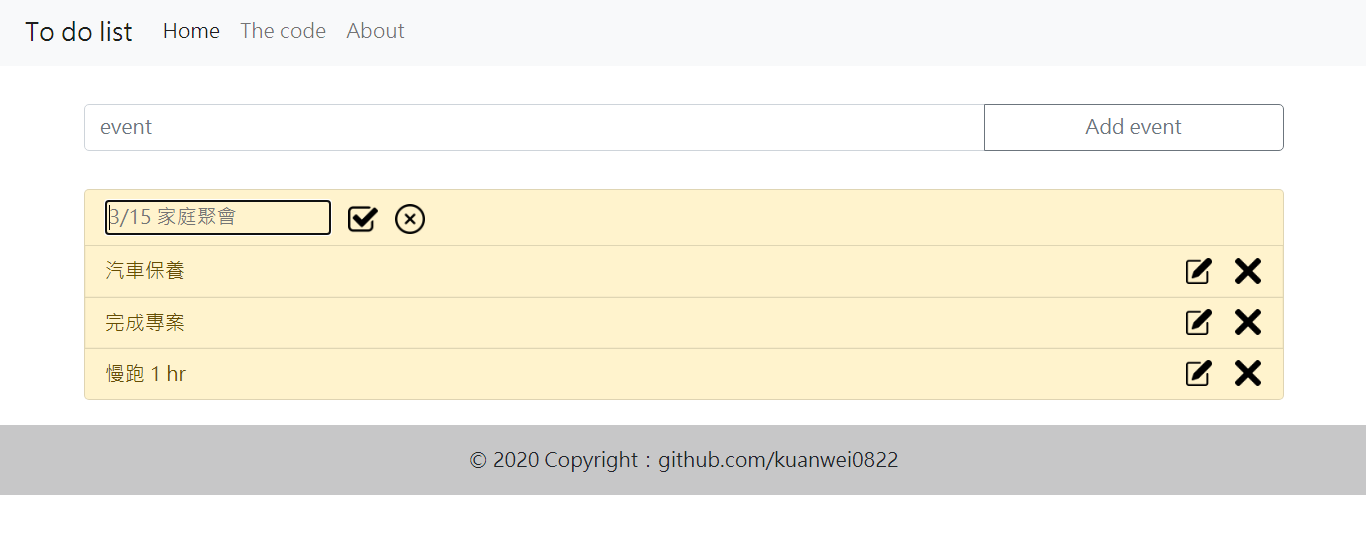 To do list Home The code About
event Add event
3/15 家庭聚會
汽車保養
完成專案
慢跑 1 hr
© 2020 Copyright：github.com/kuanwei0822